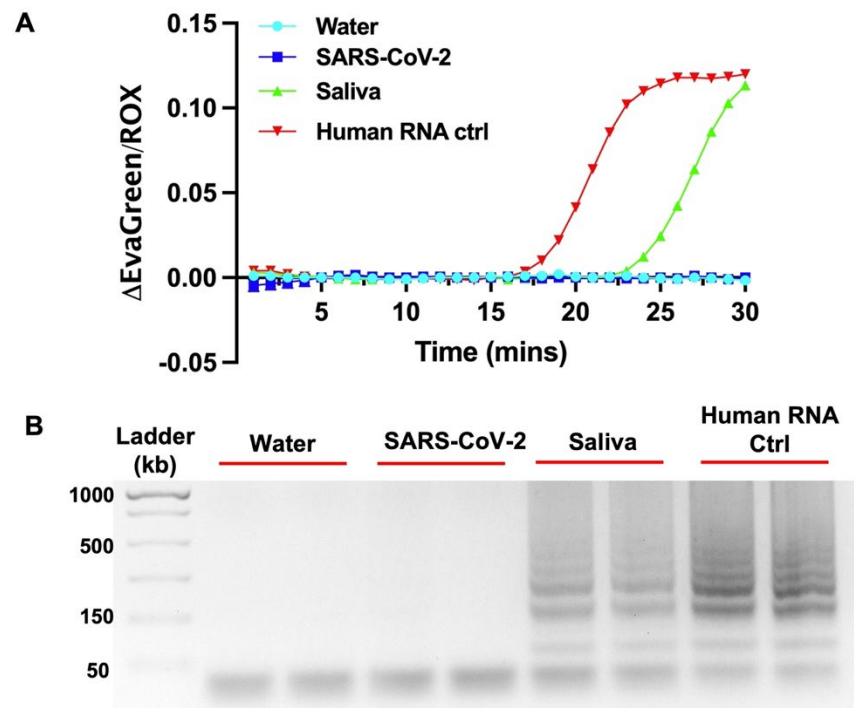 A
ΔEvaGreen/ROX
0.15
0.10
0.05
0.00
-0.05
Water
SARS-CoV-2
Saliva
Human RNA ctrl
5 10 15 20 25 30
Time (mins)
B
Ladder
(kb)
Water
SARS-CoV-2
Saliva
Human RNA
Ctrl
1000
500
150
50